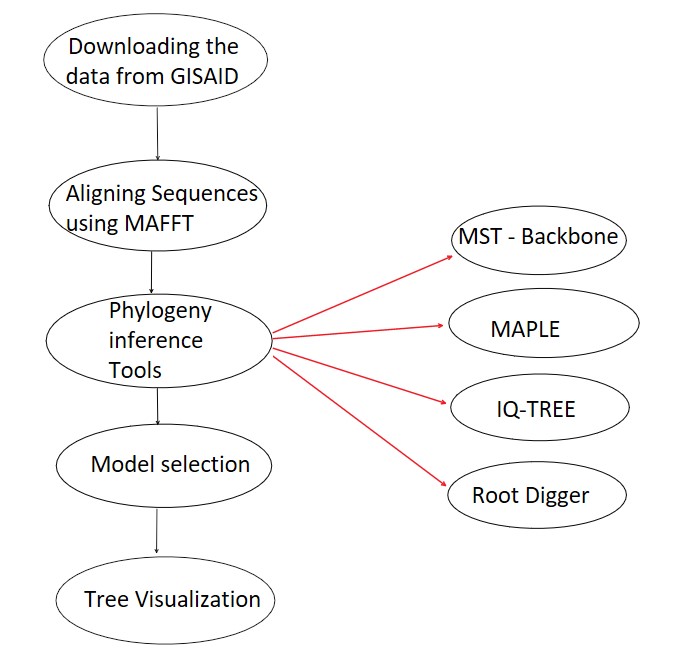 Downloading the
data from GISAID
Aligning Sequences
using MAFFT
Phylogeny
inference
Tools
Model selection
Tree Visualization
MST - Backbone
MAPLE
IQ-TREE
Root Digger